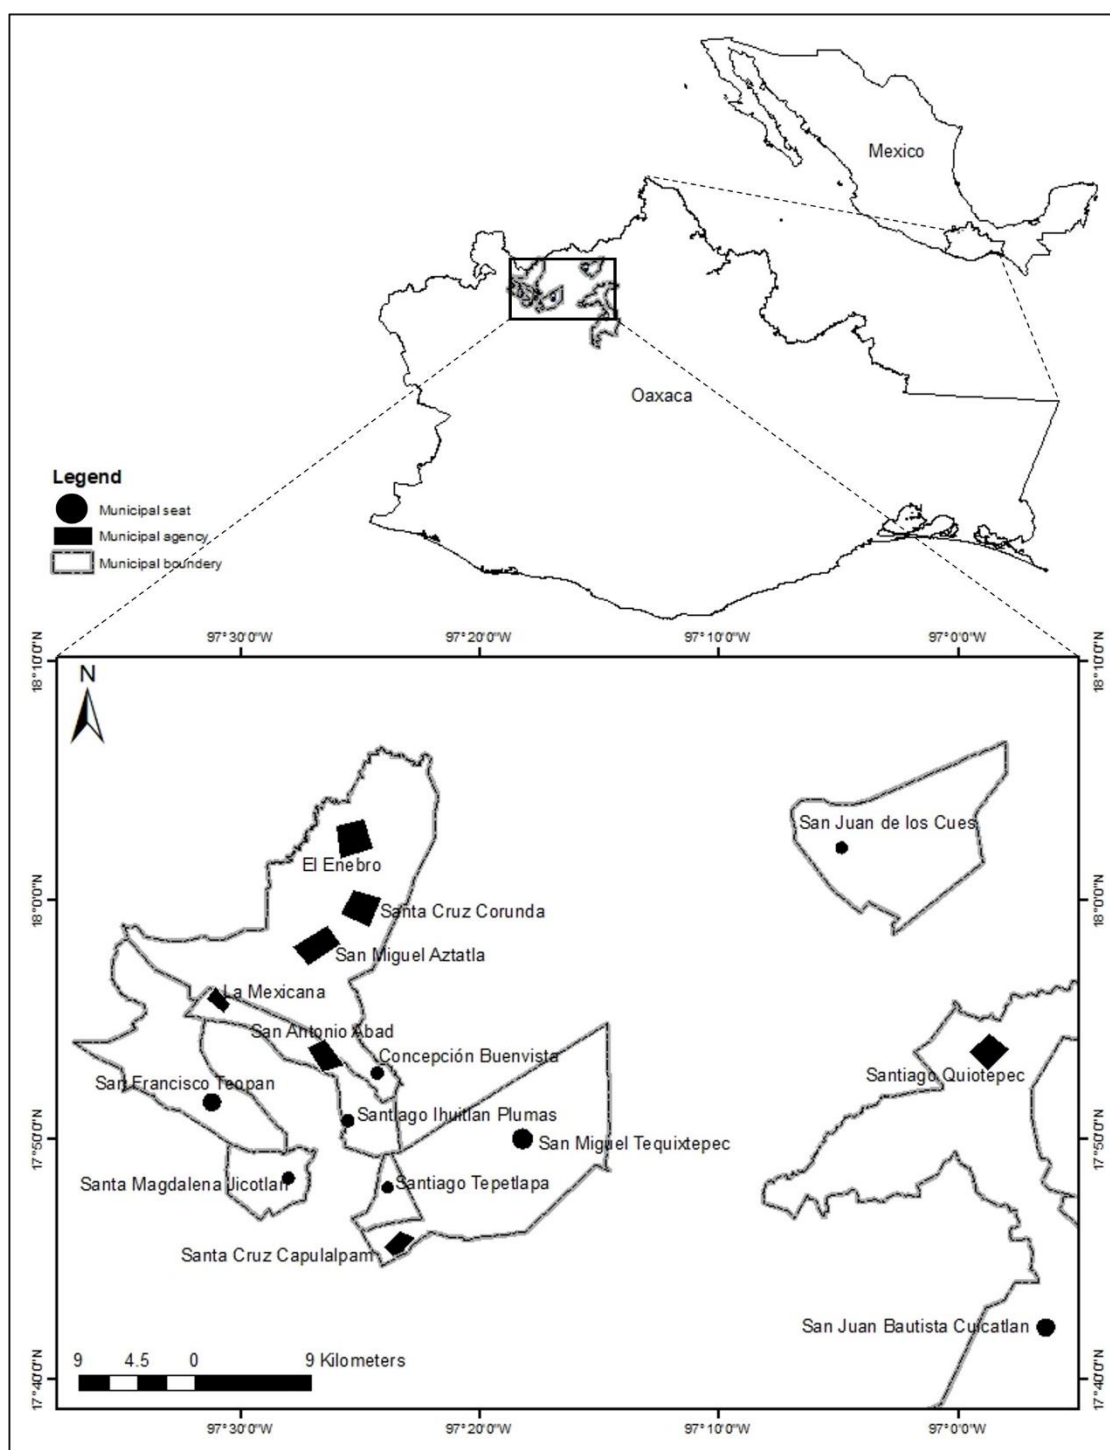 Mexico
Oaxaca
Legend
Municipal seat
Municipal agency
Municipal boundery
97°30'0"W 97°20'0"W 97°10'0"W 97°0'0"W
18°10'0"N 18°10'0"N
N
San Juan de los Cues
El Enebro
18°0'0"N 18°0'0"N
Santa Cruz Corunda
San Miguel Aztatla
La Mexicana
San Antonio Abad
Concepción Buenvista
Santiago Quiotepec
San Francisco Teopan
Santiago Ihuitlan Plumas
17°50'0"N 17°50'0"N
San Miguel Tequixtepec
Santa Magdalena Jicotlan
Santiago Tepetlapa
Santa Cruz Capulalpam
San Juan Bautista Cuicatlan
9 4.5 0 9 Kilometers
17°40'0"N 17°40'0"N
97°30'0"W 97°20'0"W 97°10'0"W 97°0'0"W